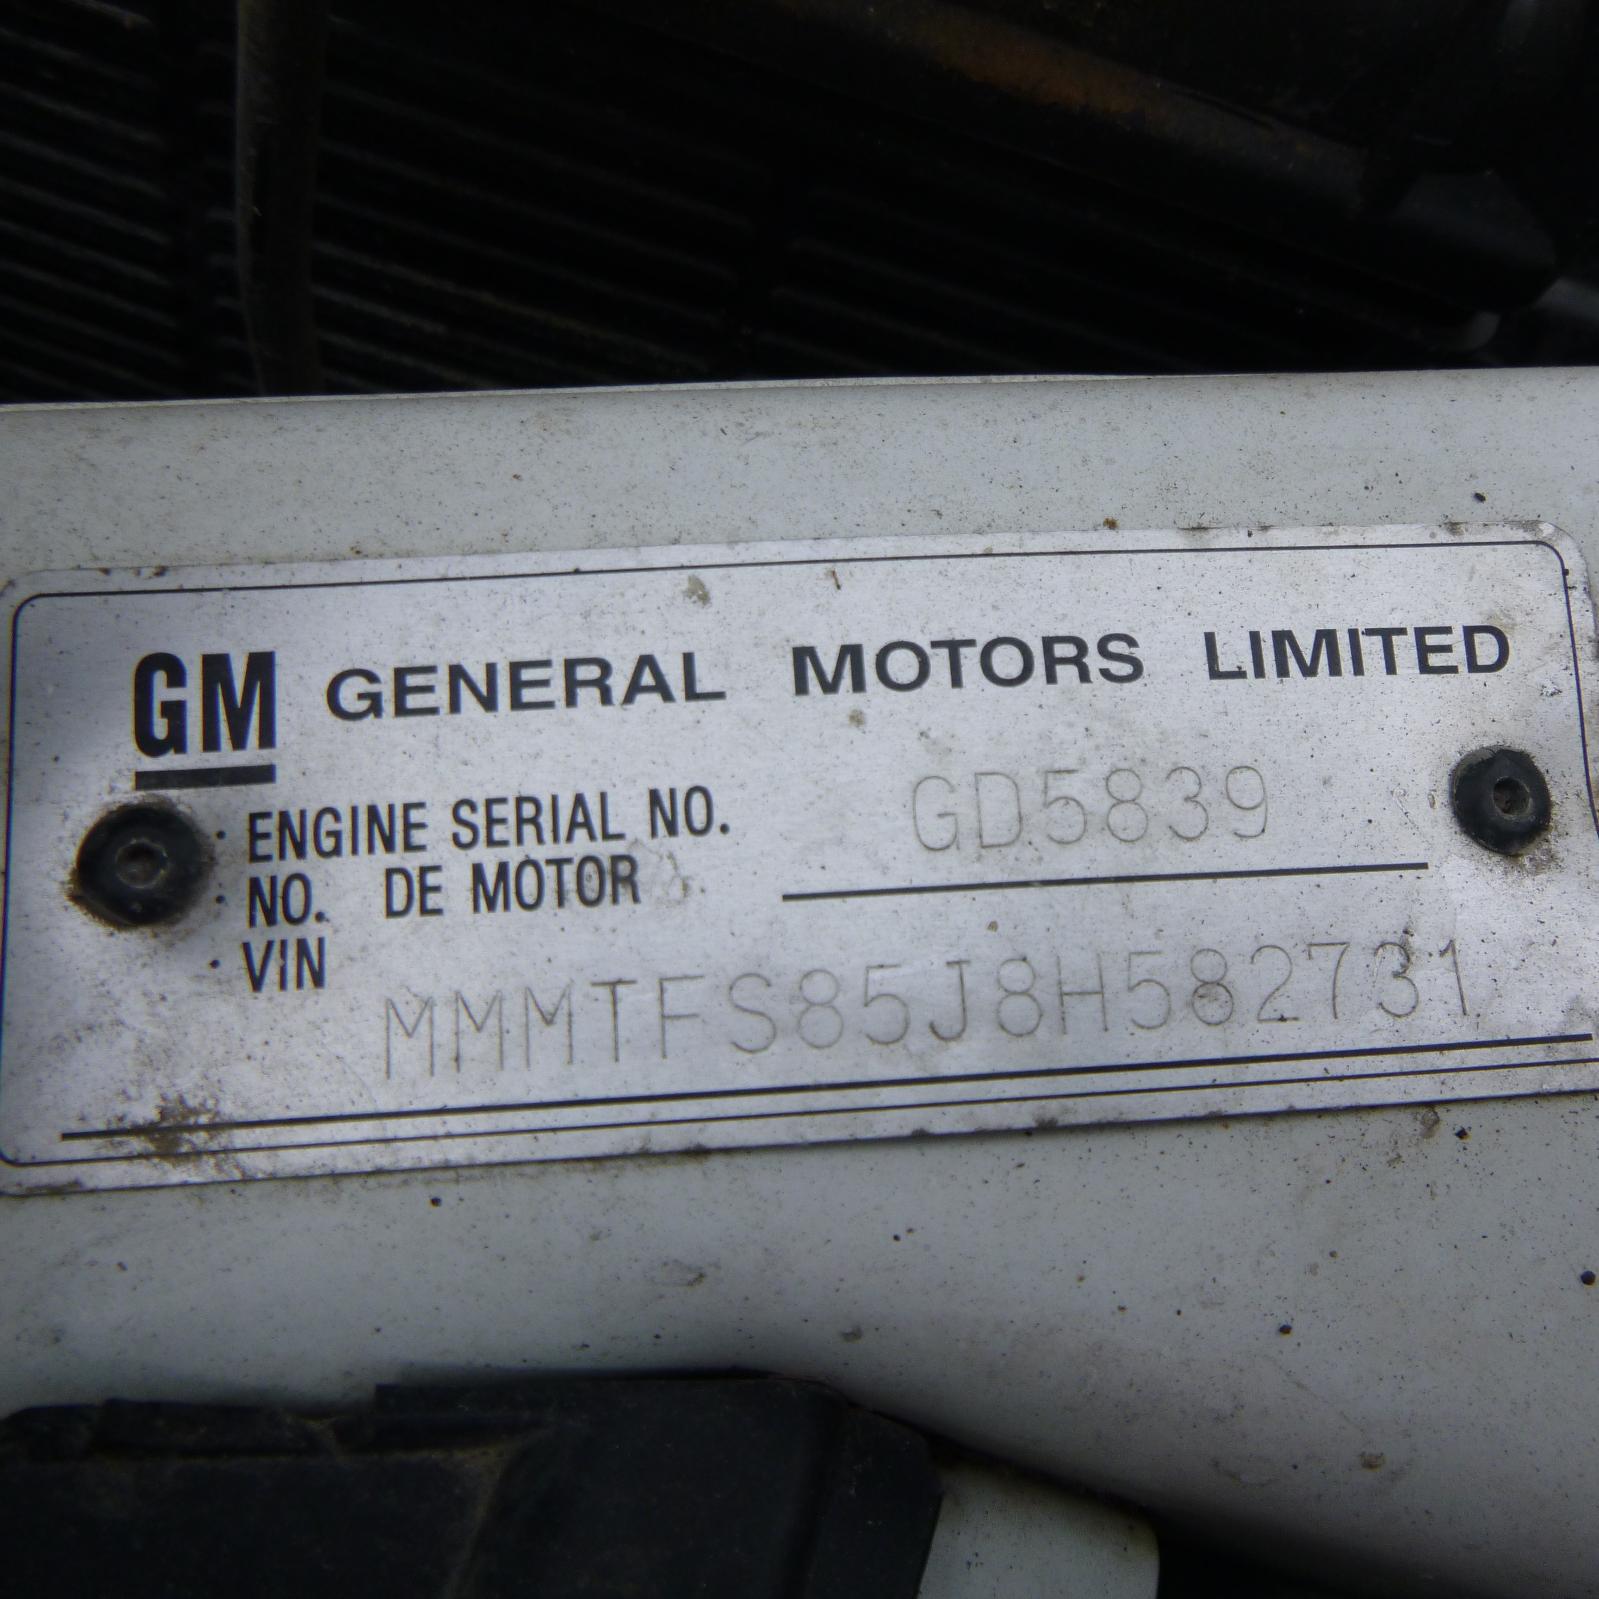 GM GENERAL MOTORS LIMITED
· ENGINE SERIAL NO. GD5839
· NO. DE MOTOR
· VIN MMMTFS85J8H582731